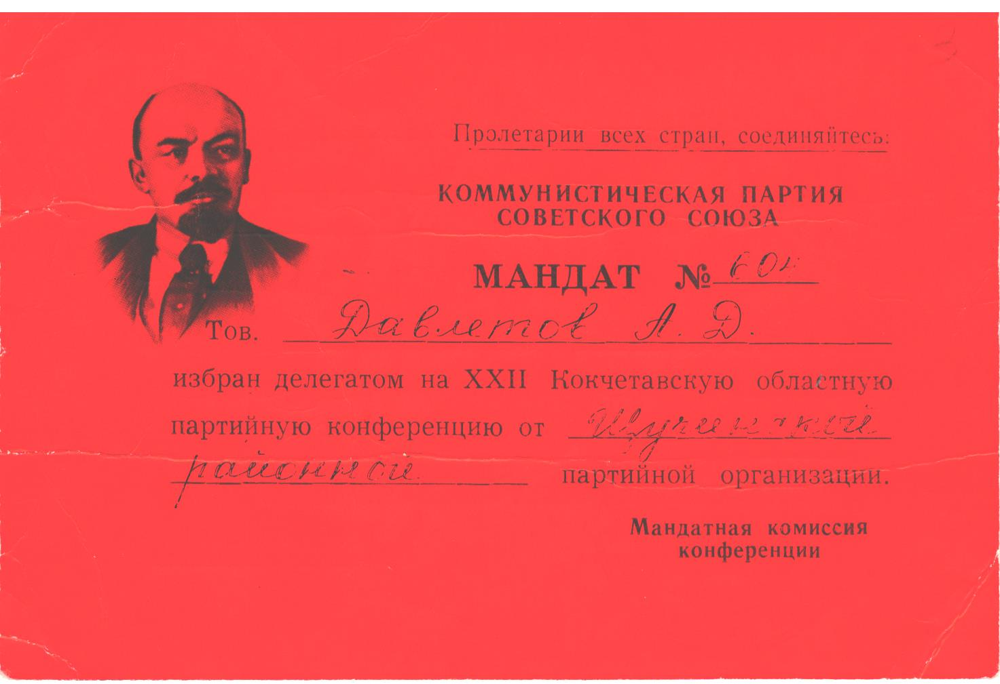 Пролетарии всех стран, соединяйтесь!
КОММУНИСТИЧЕСКАЯ ПАРТИЯ
СОВЕТСКОГО СОЮЗА
МАНДАТ № 604
Тов. Давлетов А. Д.
избран делегатом на XXII Кокчетавскую областную
партийную конференцию от Щучинской
районной партийной организации.
Мандатная комиссия
конференции